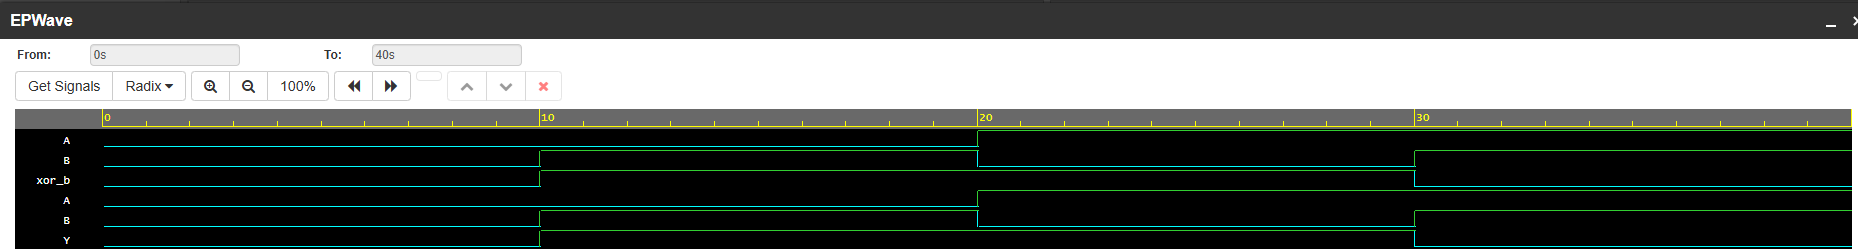 EPWave
From: 0s To: 40s
Get Signals Radix 100%
0 10 20 30
A
B
xor_b
A
B
Y